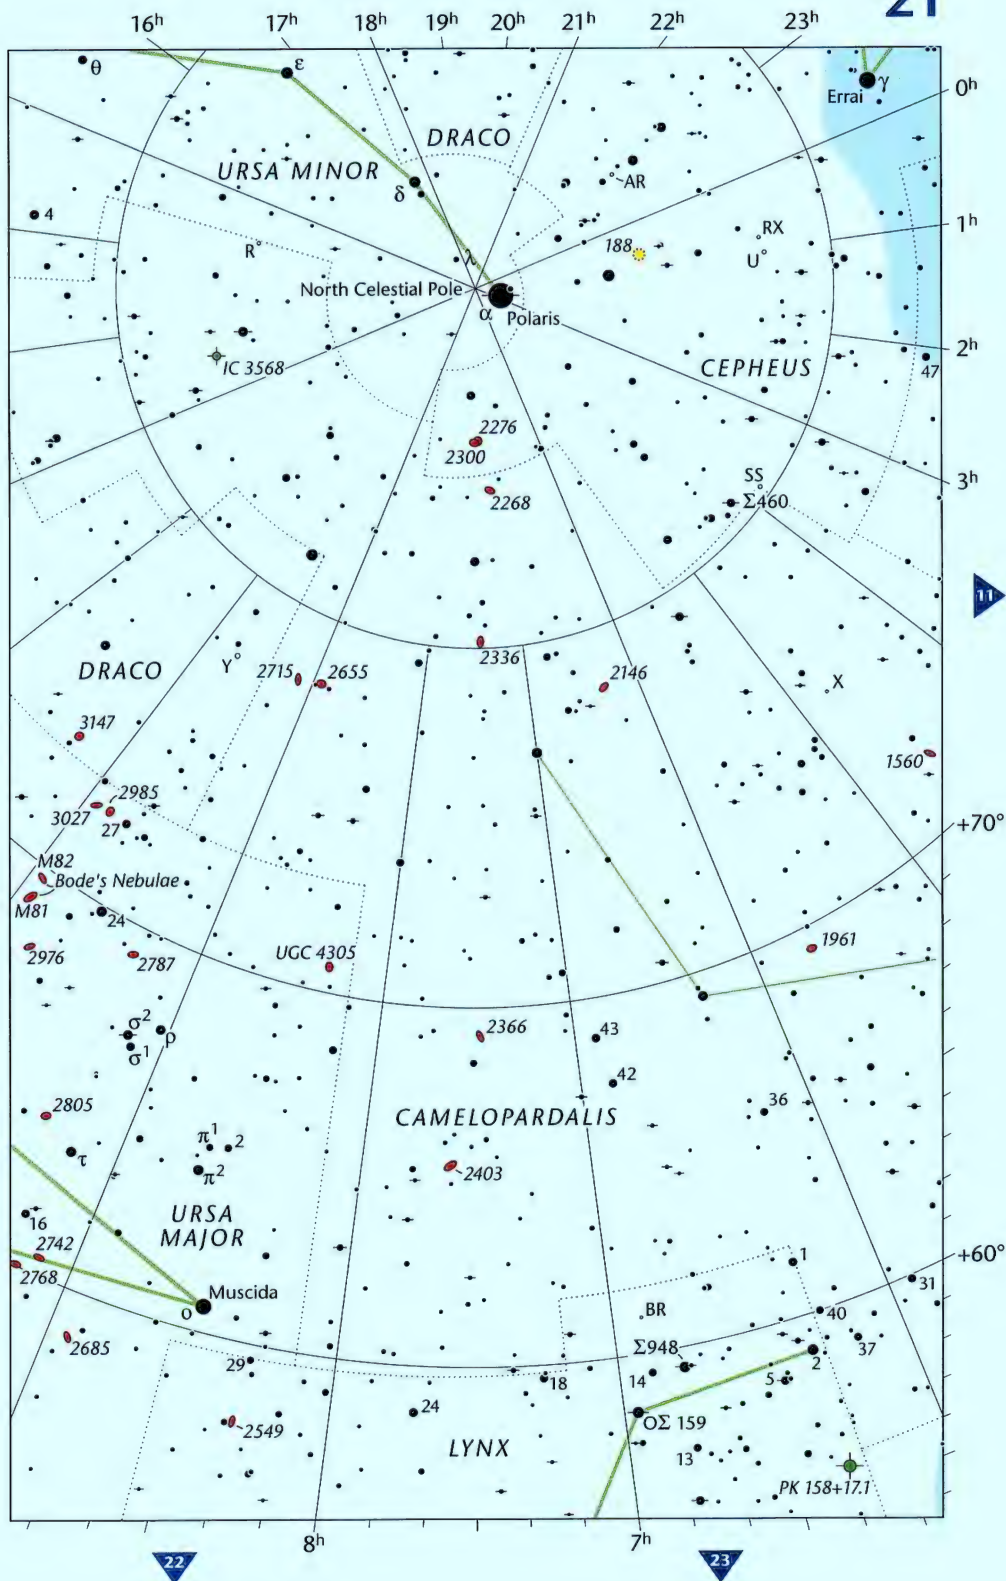 21
16h 17h 18h 19h 20h 21h 22h 23h
θ ε γ
Errai
0h
DRACO
URSA MINOR
δ
AR
4
1h
R
λ
188
RX
U
North Celestial Pole
α
Polaris
2h
IC 3568
CEPHEUS
47
2276
2300
SS
3h
2268
Σ460
11
2336
DRACO
Y
2715
2655
2146
X
3147
1560
2985
3027
27
+70°
M82
Bode's Nebulae
M81
24
1961
2976
2787
UGC 4305
σ²
ρ
2366
43
σ¹
42
2805
CAMELOPARDALIS
36
π¹
2
τ
π²
2403
16
URSA
MAJOR
2742
1
+60°
2768
Muscida
31
ο
BR
40
2685
Σ948
37
29
14
2
18
5
24
OΣ 159
2549
LYNX
13
PK 158+17.1
8h
7h
22
23